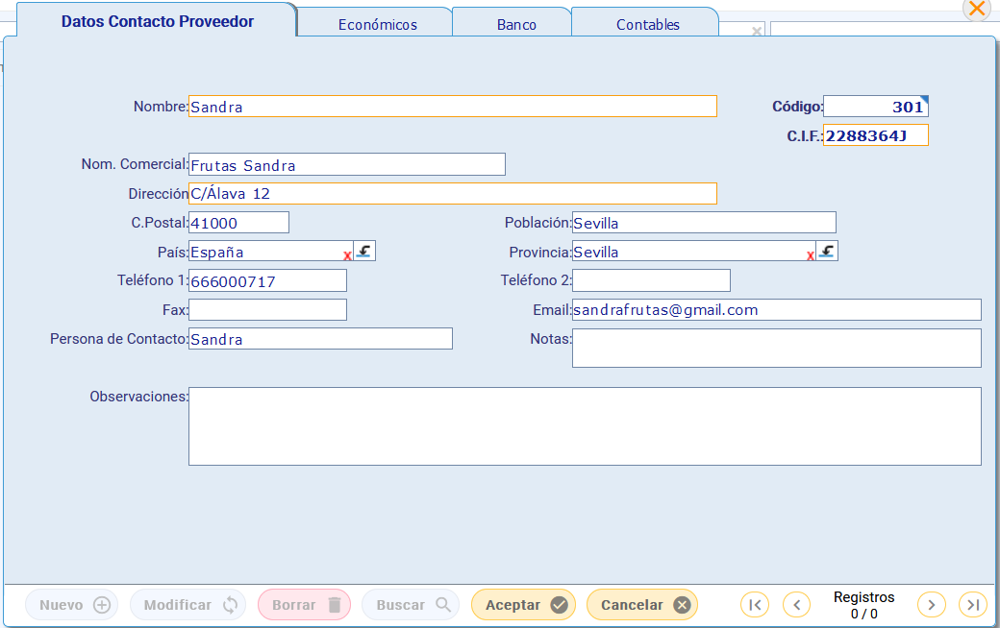 Datos Contacto Proveedor Económicos Banco Contables
Nombre: Sandra Código: 301
C.I.F.: 2288364J
Nom. Comercial: Frutas Sandra
Dirección C/Álava 12
C.Postal: 41000 Población: Sevilla
País: España x Provincia: Sevilla x
Teléfono 1: 666000717 Teléfono 2:
Fax: Email: sandrafrutas@gmail.com
Persona de Contacto: Sandra Notas:
Observaciones:
Nuevo Modificar Borrar Buscar Aceptar Cancelar Registros
0 / 0